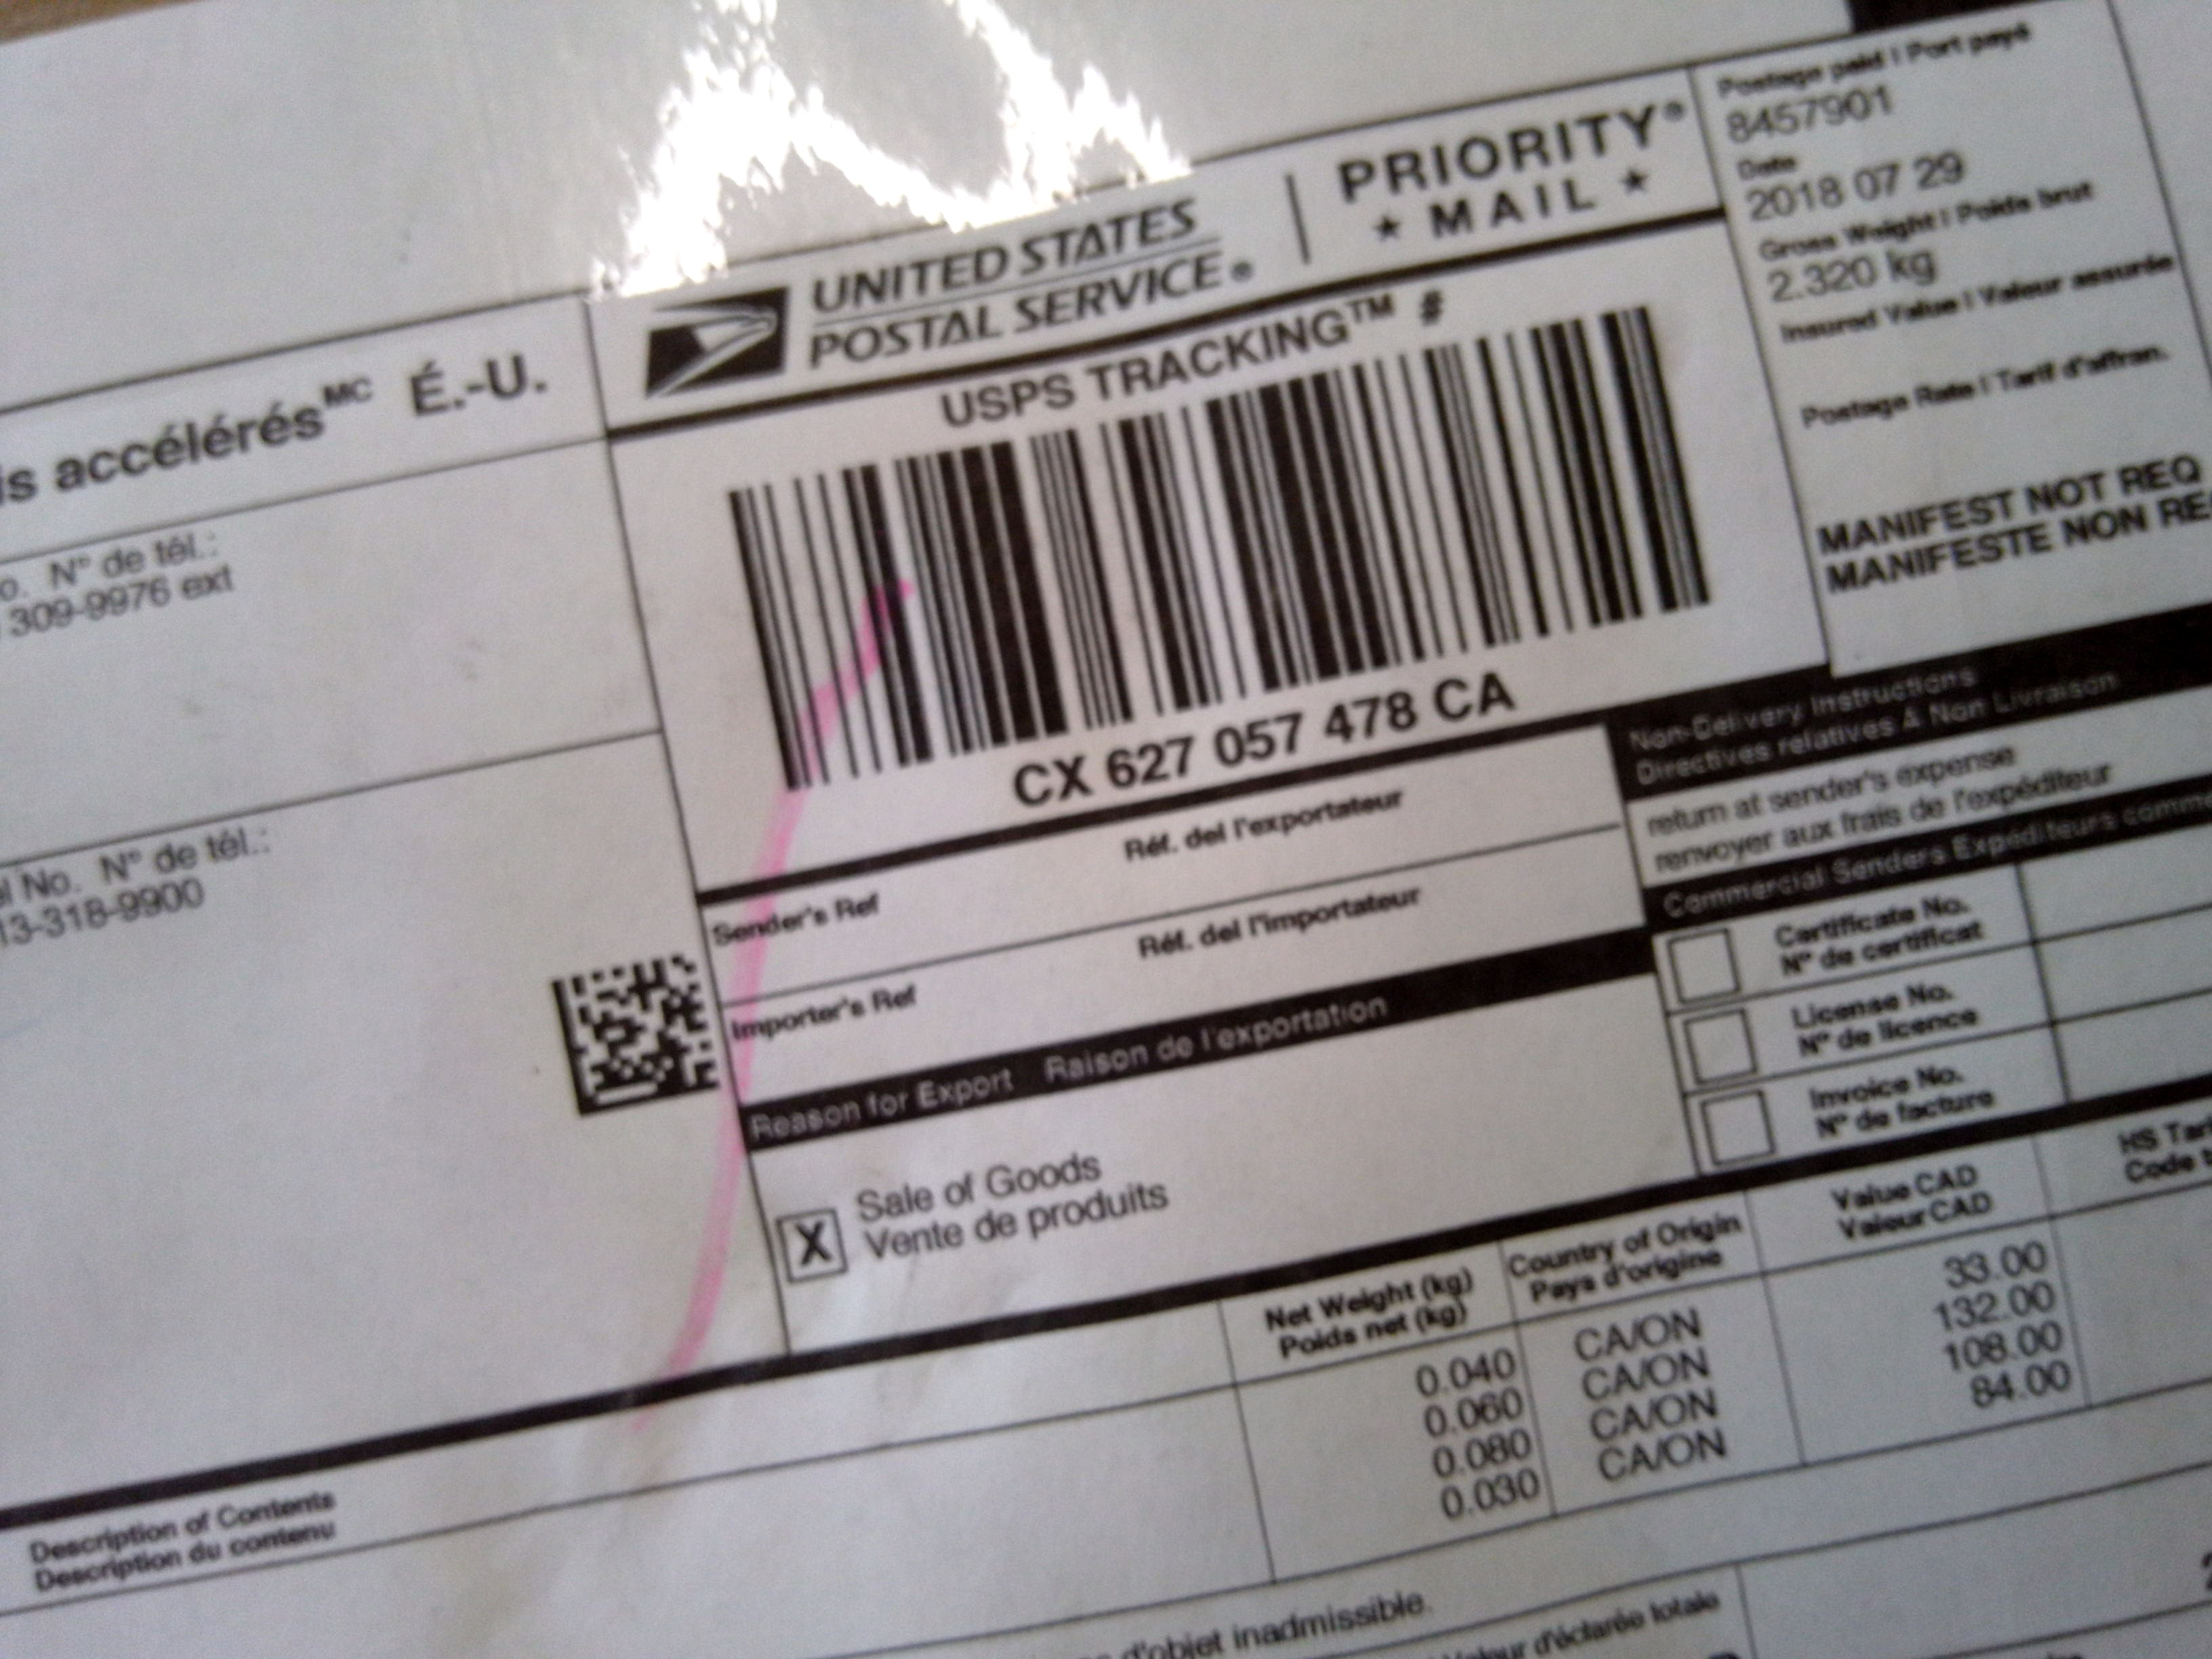 is accélérésMC É.-U.
o. N° de tél.:
309-9976 ext
l No. N° de tél.:
13-318-9900
UNITED STATES
POSTAL SERVICE®
PRIORITY®
★ MAIL ★
USPS TRACKING™ #
CX 627 057 478 CA
Sender's Ref Réf. del l'exportateur
Importer's Ref Réf. del l'importateur
Reason for Export Raison de l'exportation
X Sale of Goods
Vente de produits
Postage paid | Port payé
8457901
Date
2018 07 29
Gross Weight | Poids brut
2.320 kg
Insured Value | Valeur assurée
Postage Rate | Tarif d'affran.
MANIFEST NOT REQ
MANIFESTE NON RE
Non-Delivery Instructions
Directives relatives À Non Livraison
return at sender's expense
renvoyer aux frais de l'expéditeur
Commercial Senders Expéditeurs comm
Certificate No.
N° de certificat
License No.
N° de licence
Invoice No.
N° de facture
Description of Contents
Description du contenu
Net Weight (kg)
Poids net (kg)
Country of Origin
Pays d'origine
Value CAD
Valeur CAD
HS Tar
Code t
0.040 CA/ON 33.00
0.060 CA/ON 132.00
0.080 CA/ON 108.00
0.030 CA/ON 84.00
d'objet inadmissible.
Valeur d'éclarée totale